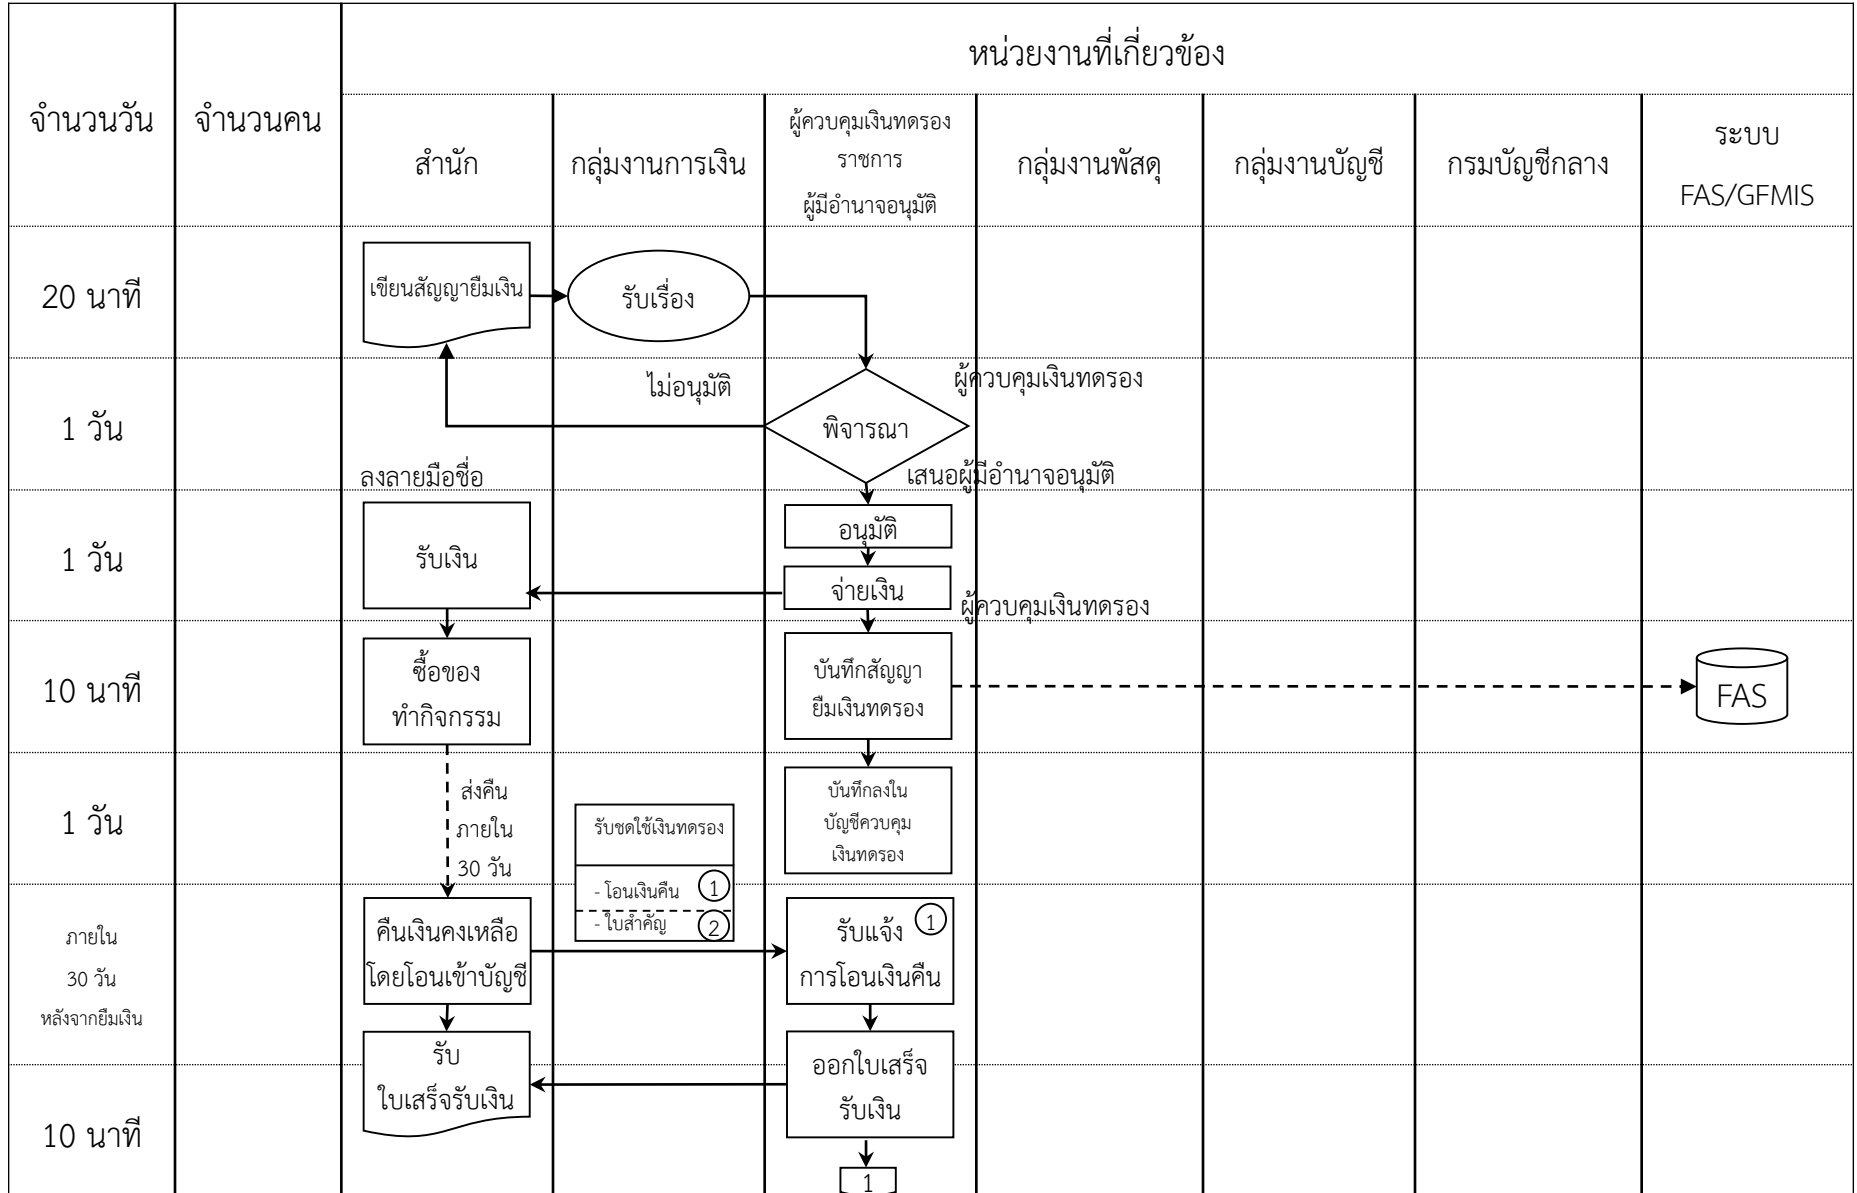 หน่วยงานที่เกี่ยวข้อง
จำนวนวัน
จำนวนคน
สำนัก
กลุ่มงานการเงิน
ผู้ควบคุมเงินทดรอง
ราชการ
ผู้มีอำนาจอนุมัติ
กลุ่มงานพัสดุ
กลุ่มงานบัญชี
กรมบัญชีกลาง
ระบบ
FAS/GFMIS
20 นาที
เขียนสัญญายืมเงิน
รับเรื่อง
1 วัน
ไม่อนุมัติ
ผู้ควบคุมเงินทดรอง
พิจารณา
เสนอผู้มีอำนาจอนุมัติ
ลงลายมือชื่อ
1 วัน
รับเงิน
อนุมัติ
จ่ายเงิน
ผู้ควบคุมเงินทดรอง
10 นาที
ซื้อของ
ทำกิจกรรม
บันทึกสัญญา
ยืมเงินทดรอง
FAS
1 วัน
ส่งคืน
ภายใน
30 วัน
รับชดใช้เงินทดรอง
- โอนเงินคืน 1
- ใบสำคัญ 2
บันทึกลงใน
บัญชีควบคุม
เงินทดรอง
ภายใน
30 วัน
หลังจากยืมเงิน
คืนเงินคงเหลือ
โดยโอนเข้าบัญชี
รับแจ้ง 1
การโอนเงินคืน
รับ
ใบเสร็จรับเงิน
ออกใบเสร็จ
รับเงิน
10 นาที
1